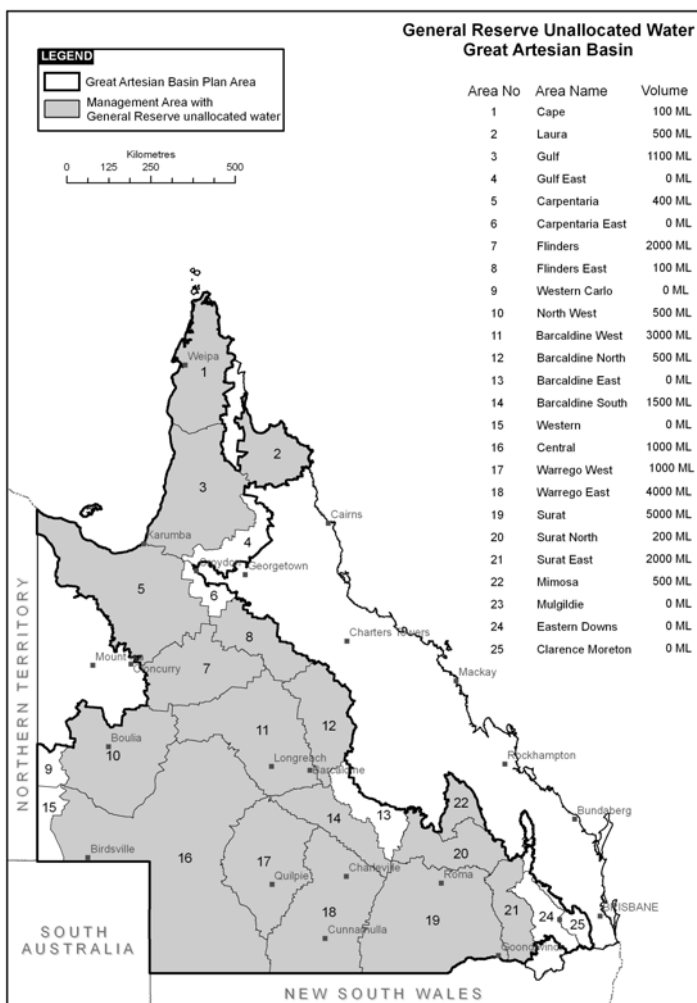 General Reserve Unallocated Water
Great Artesian Basin
LEGEND
Great Artesian Basin Plan Area
Management Area with
General Reserve unallocated water
Kilometres
0 125 250 500
Area No Area Name Volume
1 Cape 100 ML
2 Laura 500 ML
3 Gulf 1100 ML
4 Gulf East 0 ML
5 Carpentaria 400 ML
6 Carpentaria East 0 ML
7 Flinders 2000 ML
8 Flinders East 100 ML
9 Western Carlo 0 ML
10 North West 500 ML
11 Barcaldine West 3000 ML
12 Barcaldine North 500 ML
13 Barcaldine East 0 ML
14 Barcaldine South 1500 ML
15 Western 0 ML
16 Central 1000 ML
17 Warrego West 1000 ML
18 Warrego East 4000 ML
19 Surat 5000 ML
20 Surat North 200 ML
21 Surat East 2000 ML
22 Mimosa 500 ML
23 Mulgildie 0 ML
24 Eastern Downs 0 ML
25 Clarence Moreton 0 ML
Weipa
1
2
3
Cairns
Karumba
4
Croydon
Georgetown
5
6
8
Charters Towers
Mount
Cloncurry
7
Mackay
NORTHERN TERRITORY
11
12
Boulia
10
Longreach
Barcaldine
Rockhampton
9
15
22
14
13
Bundaberg
Birdsville
16
20
17
Charleville
Roma
Quilpie
18
19
21
24
25
BRISBANE
SOUTH
AUSTRALIA
Cunnamulla
Goondiwindi
NEW SOUTH WALES